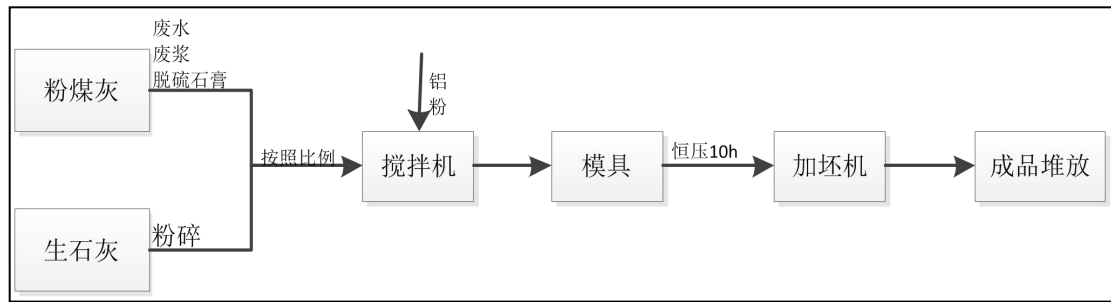 废水
废浆
脱硫石膏
粉煤灰
铝
粉
按照比例
搅拌机
模具
恒压10h
加坯机
成品堆放
生石灰
粉碎